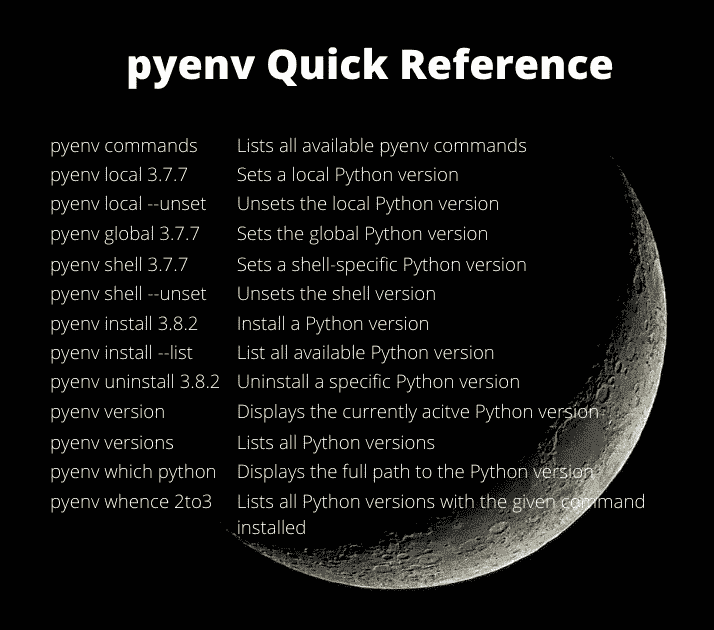 pyenv Quick Reference
pyenv commands Lists all available pyenv commands
pyenv local 3.7.7 Sets a local Python version
pyenv local --unset Unsets the local Python version
pyenv global 3.7.7 Sets the global Python version
pyenv shell 3.7.7 Sets a shell-specific Python version
pyenv shell --unset Unsets the shell version
pyenv install 3.8.2 Install a Python version
pyenv install --list List all available Python version
pyenv uninstall 3.8.2 Uninstall a specific Python version
pyenv version Displays the currently acitve Python version
pyenv versions Lists all Python versions
pyenv which python Displays the full path to the Python version
pyenv whence 2to3 Lists all Python versions with the given command
installed